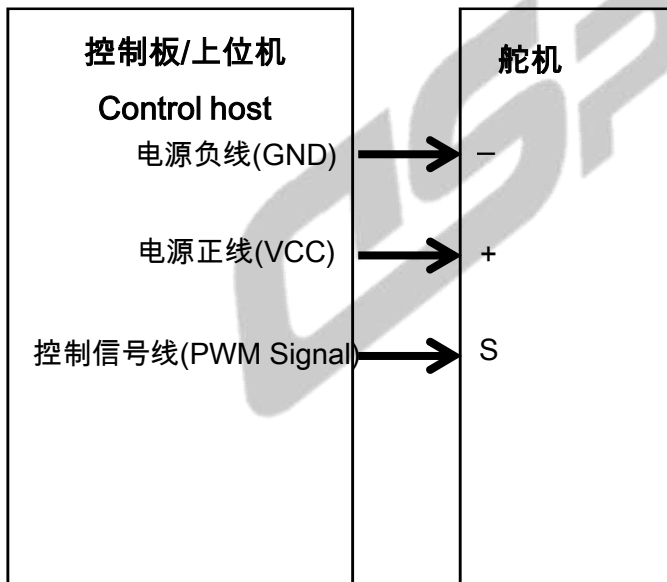 控制板/上位机
Control host
舵机
电源负线(GND)
–
电源正线(VCC)
+
控制信号线(PWM Signal)
S